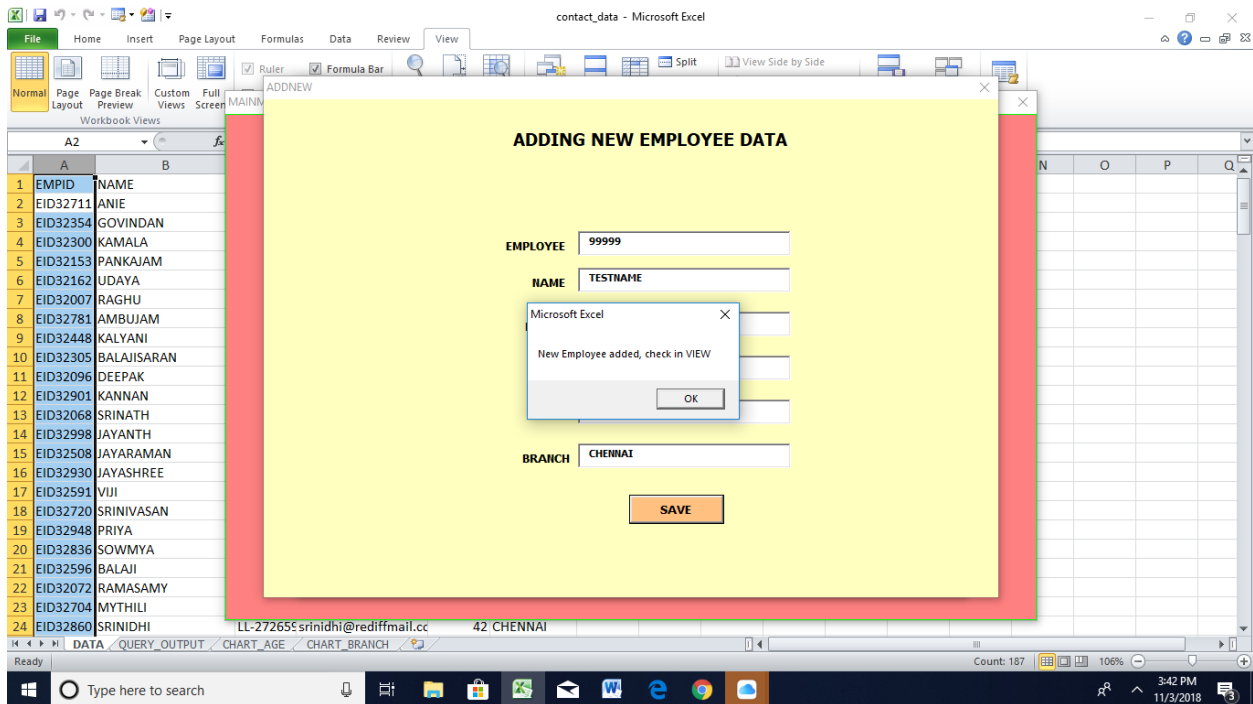 contact_data - Microsoft Excel
File Home Insert Page Layout Formulas Data Review View
Ruler Formula Bar Split View Side by Side
Normal Page Layout Page Break Preview Custom Views Full Screen
Workbook Views
MAINM
ADDNEW
A2 fx
A B N O P Q
ADDING NEW EMPLOYEE DATA
EMPLOYEE 99999
NAME TESTNAME
Microsoft Excel
New Employee added, check in VIEW
OK
BRANCH CHENNAI
SAVE
1 EMPID NAME
2 EID32711 ANIE
3 EID32354 GOVINDAN
4 EID32300 KAMALA
5 EID32153 PANKAJAM
6 EID32162 UDAYA
7 EID32007 RAGHU
8 EID32781 AMBUJAM
9 EID32448 KALYANI
10 EID32305 BALAJISARAN
11 EID32096 DEEPAK
12 EID32901 KANNAN
13 EID32068 SRINATH
14 EID32998 JAYANTH
15 EID32508 JAYARAMAN
16 EID32930 JAYASHREE
17 EID32591 VIJI
18 EID32720 SRINIVASAN
19 EID32948 PRIYA
20 EID32836 SOWMYA
21 EID32596 BALAJI
22 EID32072 RAMASAMY
23 EID32704 MYTHILI
24 EID32860 SRINIDHI srinidhi@rediffmail.cc 42 CHENNAI
DATA QUERY_OUTPUT CHART_AGE CHART_BRANCH
Ready Count: 187 106%
Type here to search
3:42 PM
11/3/2018